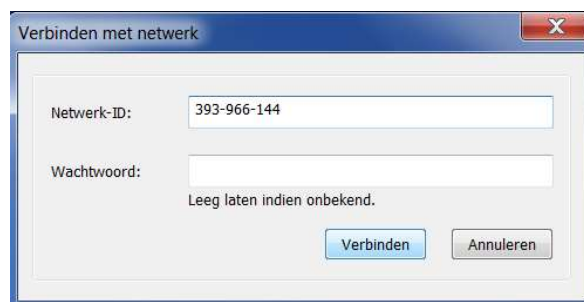 Verbinden met netwerk
Netwerk-ID: 393-966-144
Wachtwoord:
Leeg laten indien onbekend.
Verbinden Annuleren